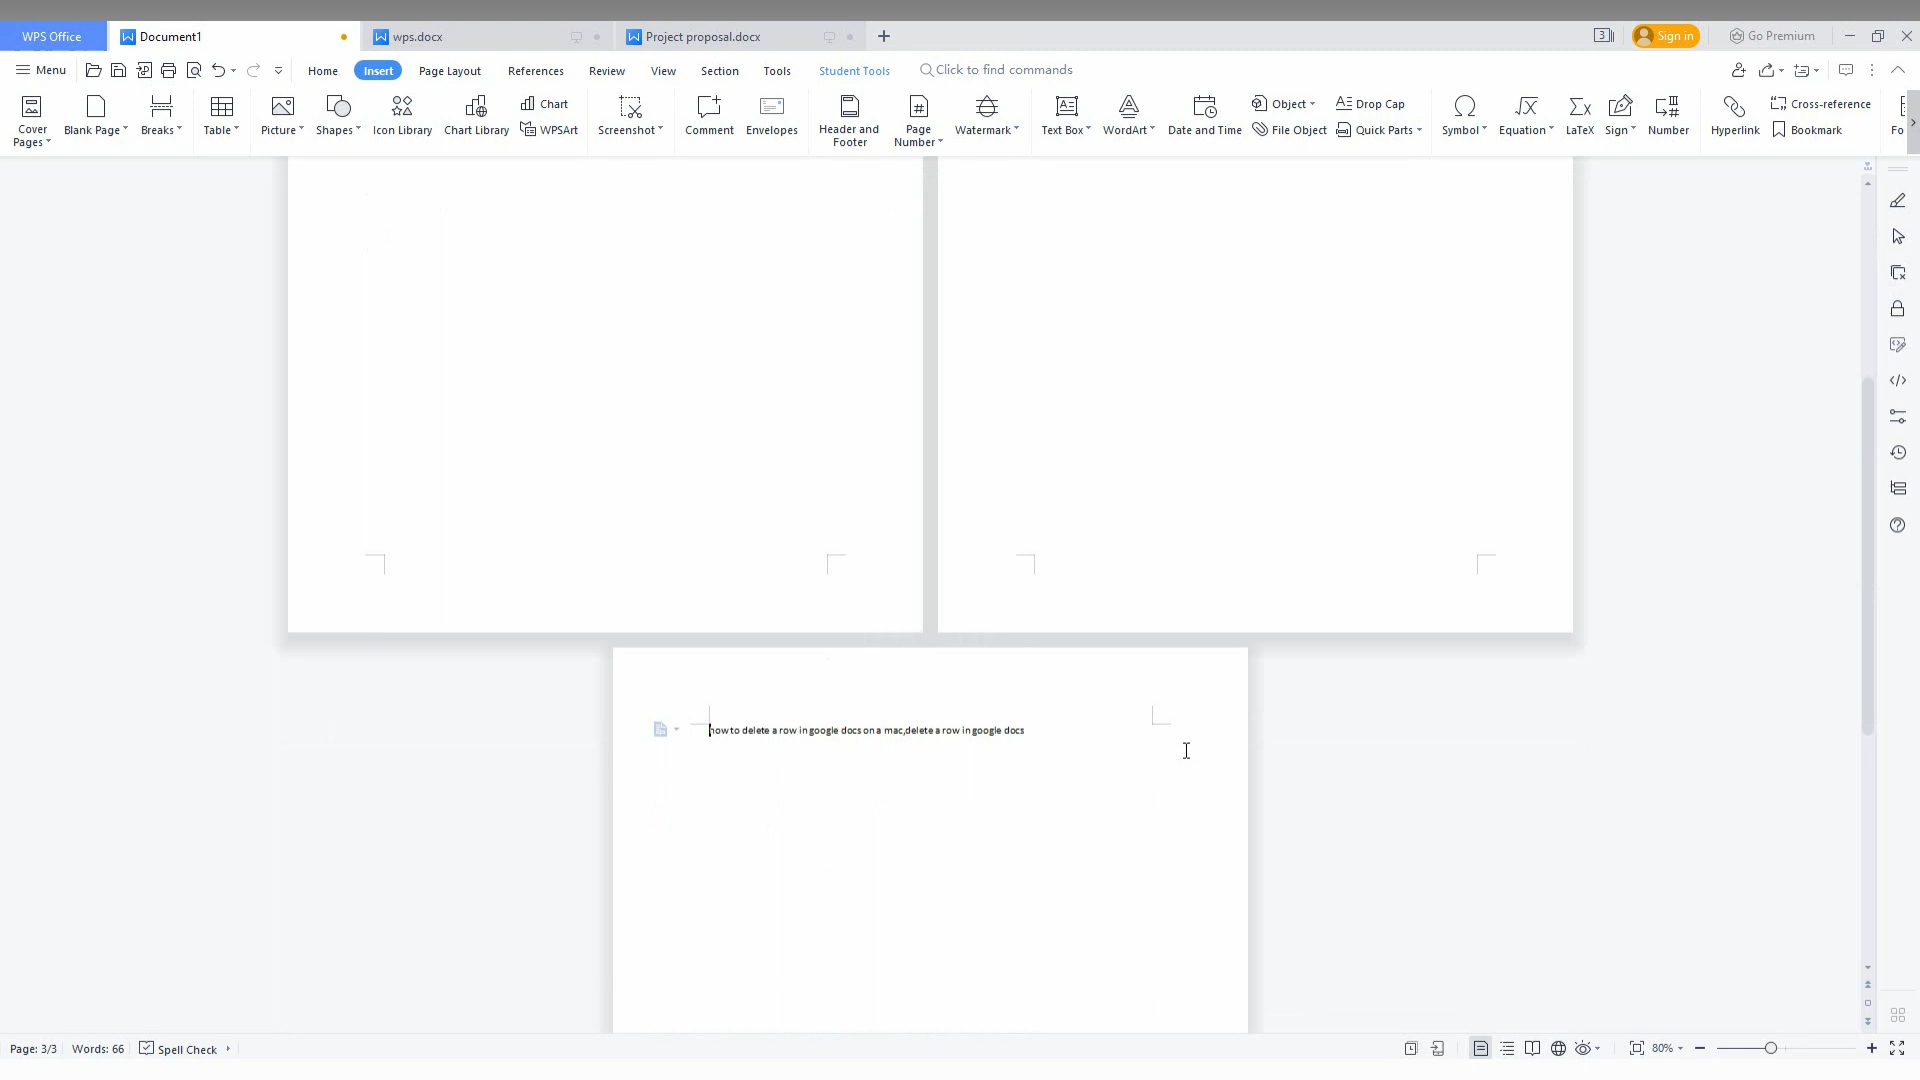 WPS Office Document1 wps.docx Project proposal.docx 3 Sign in Go Premium
Menu Home Insert Page Layout References Review View Section Tools Student Tools Click to find commands
Cover Pages Blank Page Breaks Table Picture Shapes Icon Library Chart Library Chart WPSArt Screenshot Comment Envelopes Header and Footer Page Number Watermark Text Box WordArt Date and Time Object File Object Drop Cap Quick Parts Symbol Equation LaTeX Sign Number Hyperlink Cross-reference Bookmark Fo
how to delete a row in google docs on a mac,delete a row in google docs
Page: 3/3 Words: 66 Spell Check 80%